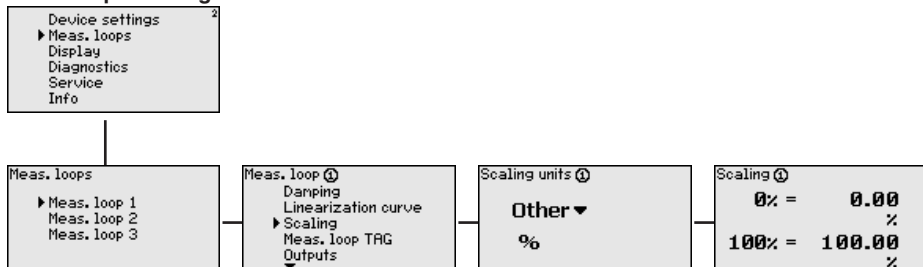 Device settings
2
Meas. loops
Display
Diagnostics
Service
Info
Meas. loops
Meas. loop 1
Meas. loop 2
Meas. loop 3
Meas. loop ①
Damping
Linearization curve
Scaling
Meas. loop TAG
Outputs
Scaling units ①
Other
%
Scaling ①
0% = 0.00
%
100% = 100.00
%